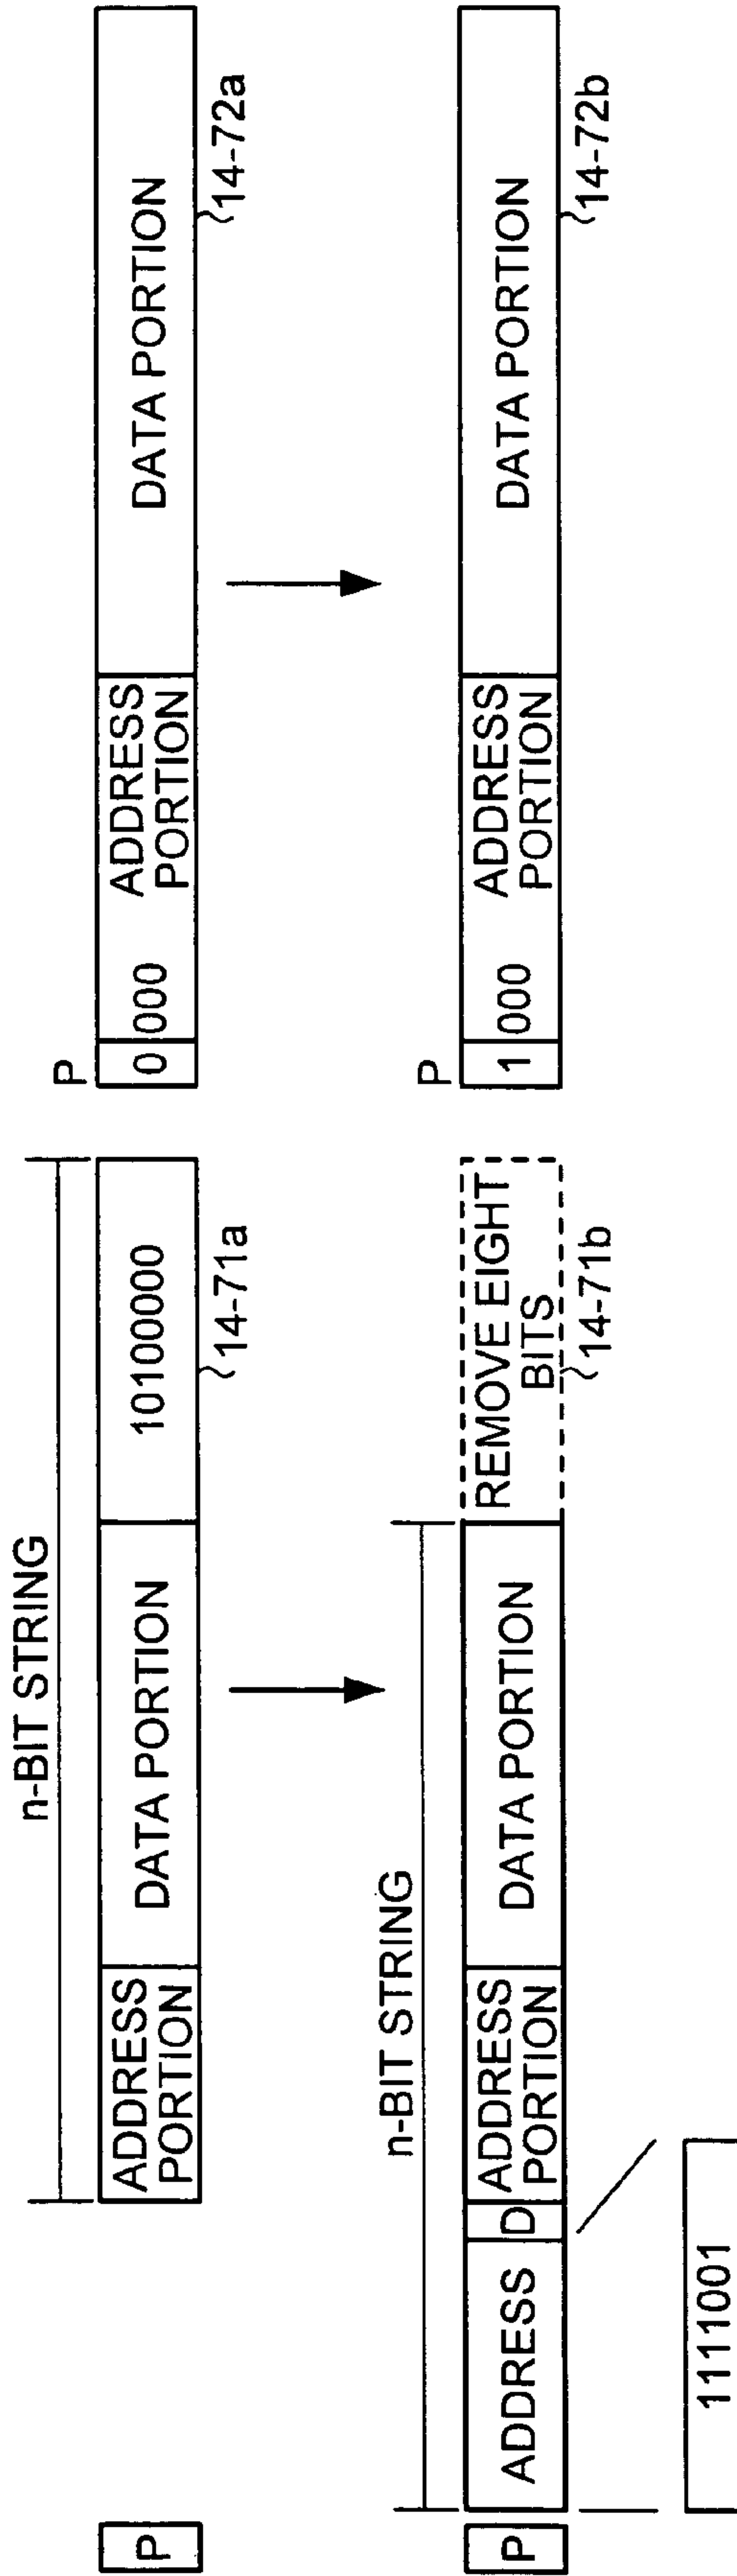 n-BIT STRING
P
ADDRESS
PORTION
DATA PORTION
10100000
14-71a
n-BIT STRING
P
ADDRESS
D
ADDRESS
PORTION
DATA PORTION
REMOVE EIGHT
BITS
14-71b
1111001
P
0
000
ADDRESS
PORTION
DATA PORTION
14-72a
P
1
000
ADDRESS
PORTION
DATA PORTION
14-72b